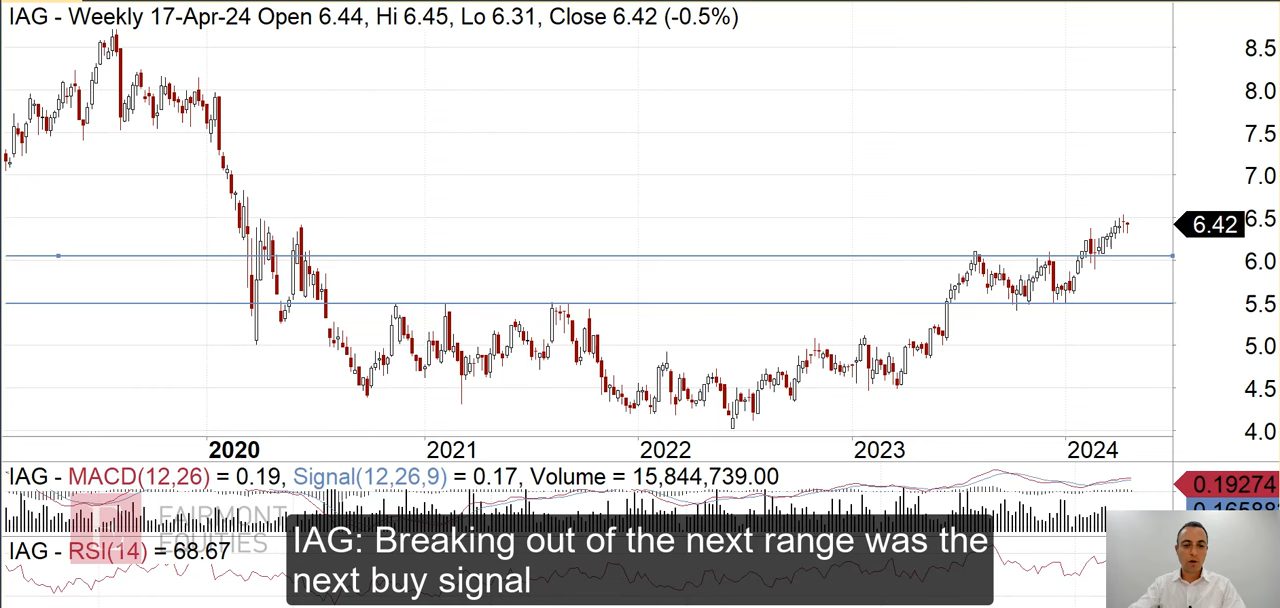 IAG - Weekly 17-Apr-24 Open 6.44, Hi 6.45, Lo 6.31, Close 6.42 (-0.5%)
8.5
8.0
7.5
7.0
6.5
6.42
6.0
5.5
5.0
4.5
4.0
2020 2021 2022 2023 2024
IAG - MACD(12,26) = 0.19, Signal(12,26,9) = 0.17, Volume = 15,844,739.00
0.19274
FAIRMONT
EQUITIES
IAG - RSI(14) = 68.67
IAG: Breaking out of the next range was the
next buy signal